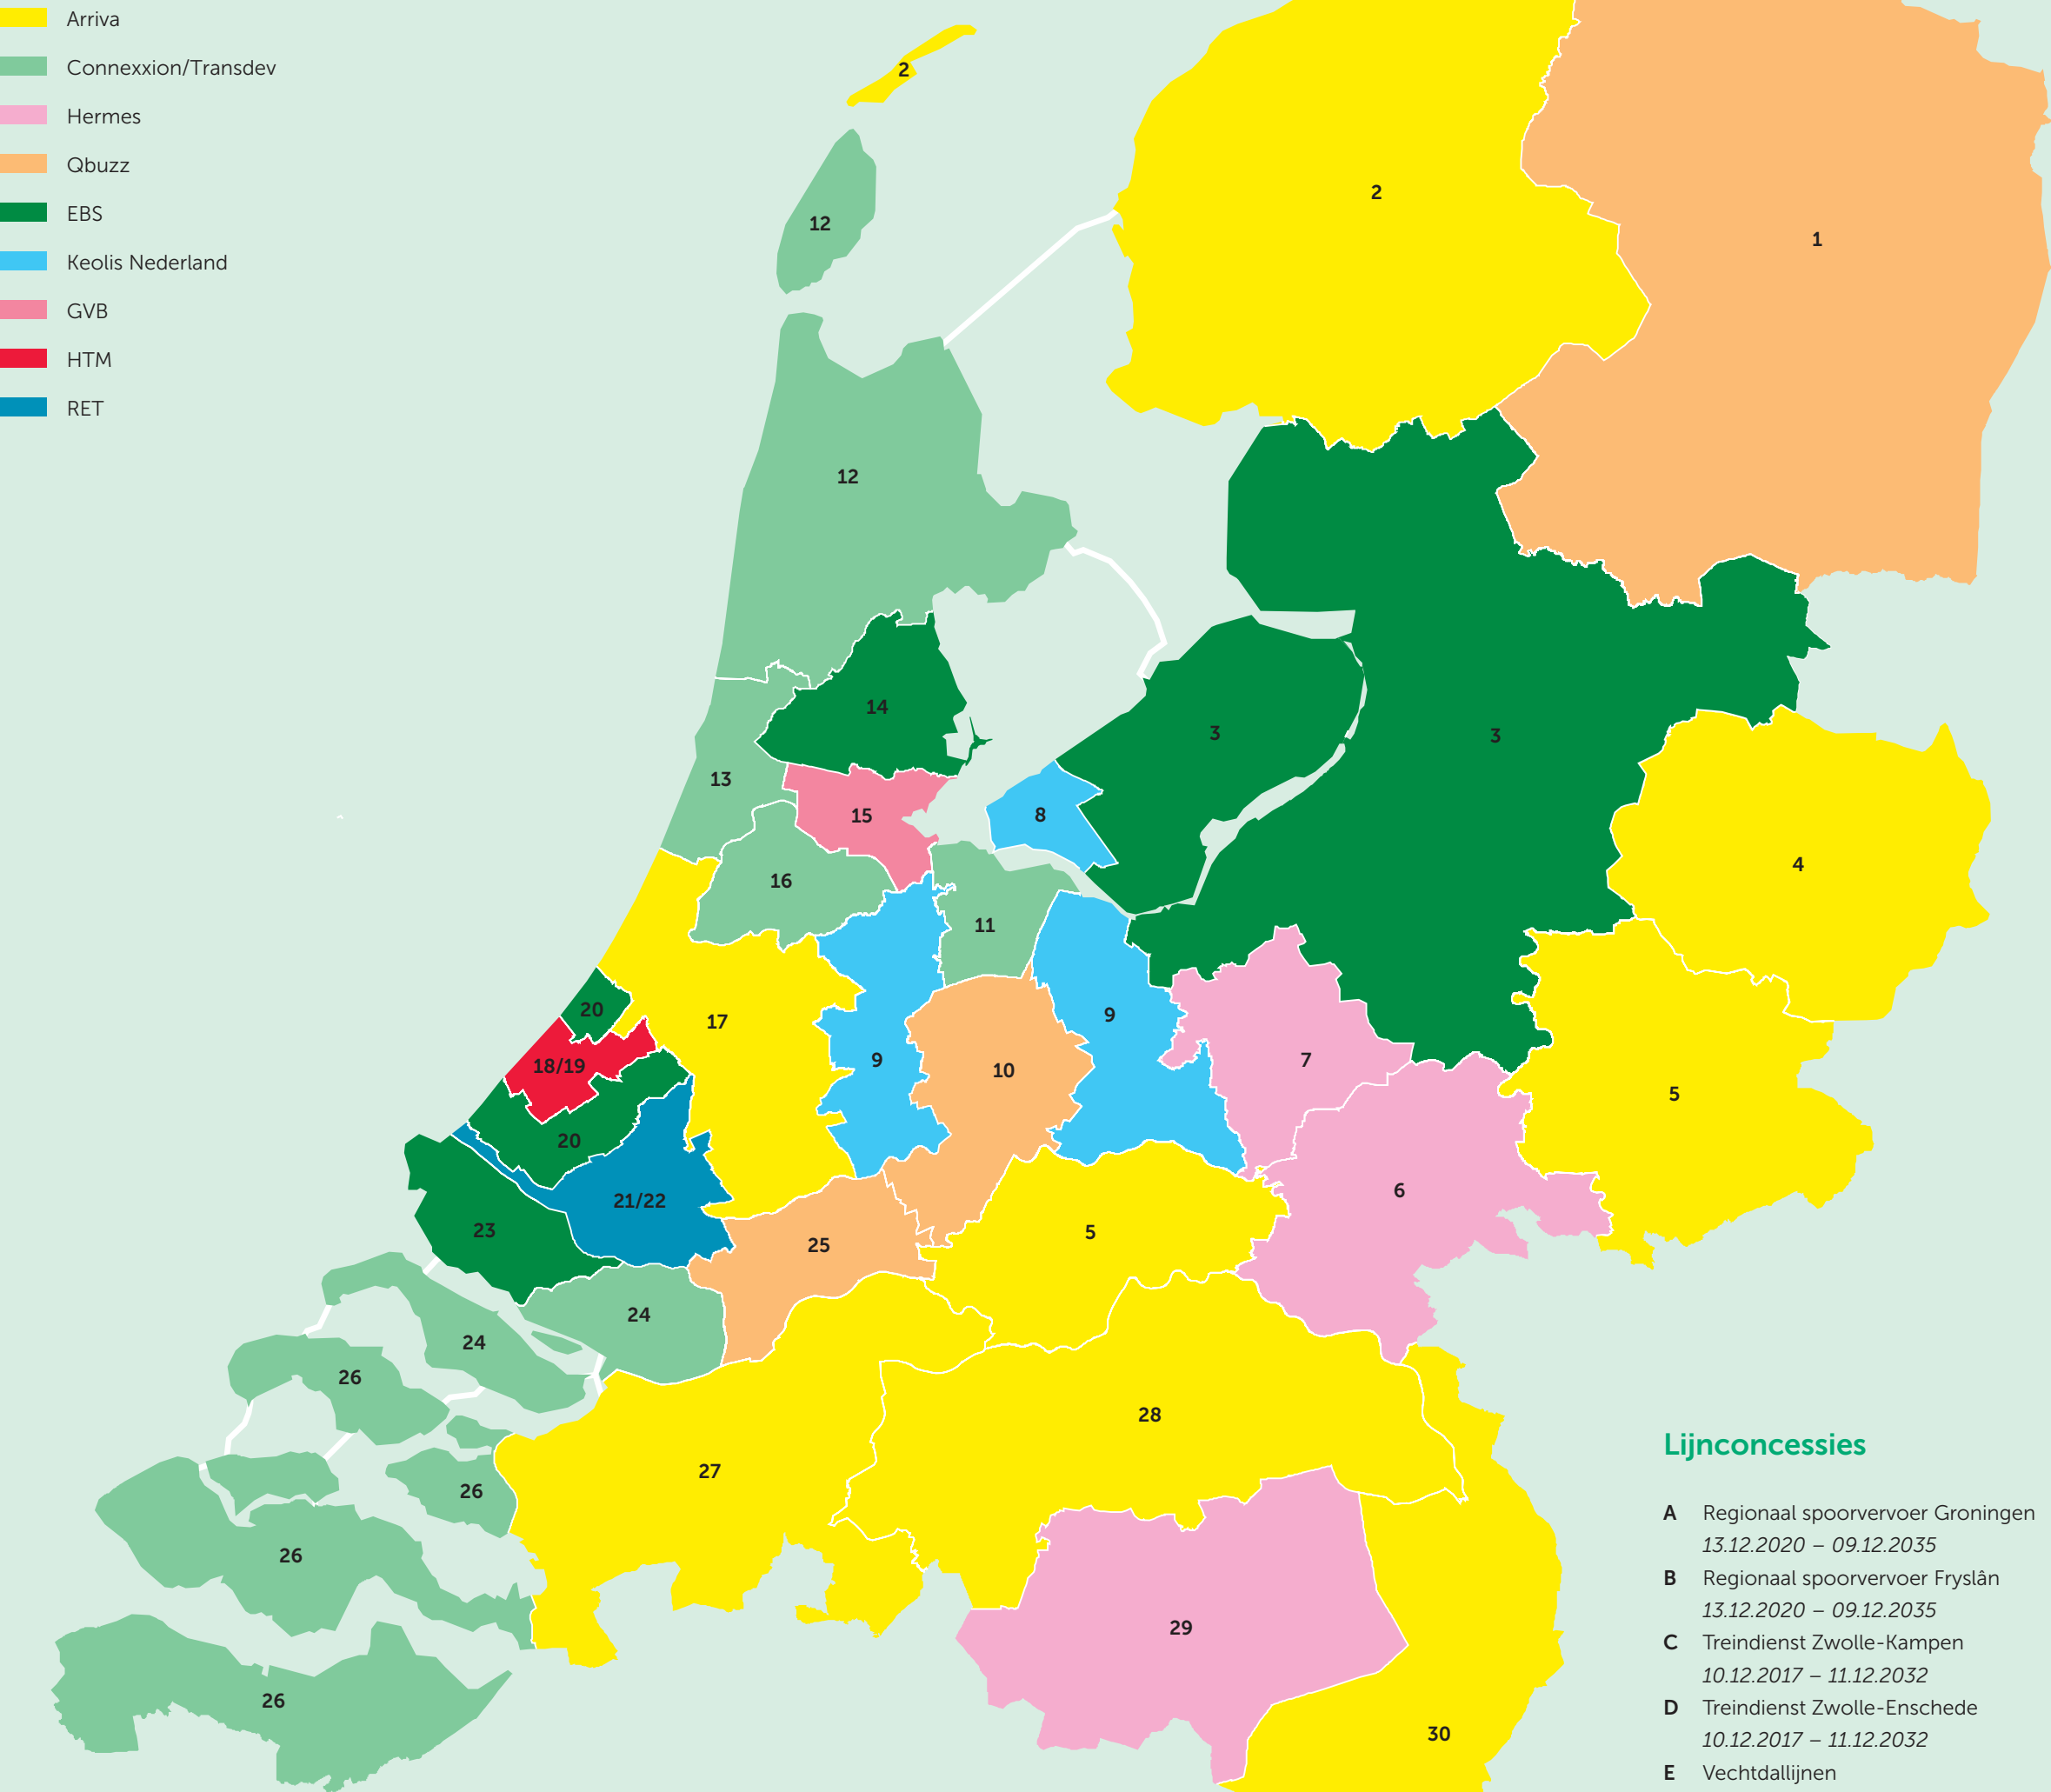 Arriva
Connexxion/Transdev
Hermes
Qbuzz
EBS
Keolis Nederland
GVB
HTM
RET
2
12
2
1
12
14
3
3
13
15
8
4
16
11
20
17
9
9
18/19
10
7
5
20
21/22
6
23
25
5
24
24
26
28
27
26
26
29
26
30
Lijnconcessies
A Regionaal spoorvervoer Groningen
13.12.2020 – 09.12.2035
B Regionaal spoorvervoer Fryslân
13.12.2020 – 09.12.2035
C Treindienst Zwolle-Kampen
10.12.2017 – 11.12.2032
D Treindienst Zwolle-Enschede
10.12.2017 – 11.12.2032
E Vechtdallijnen